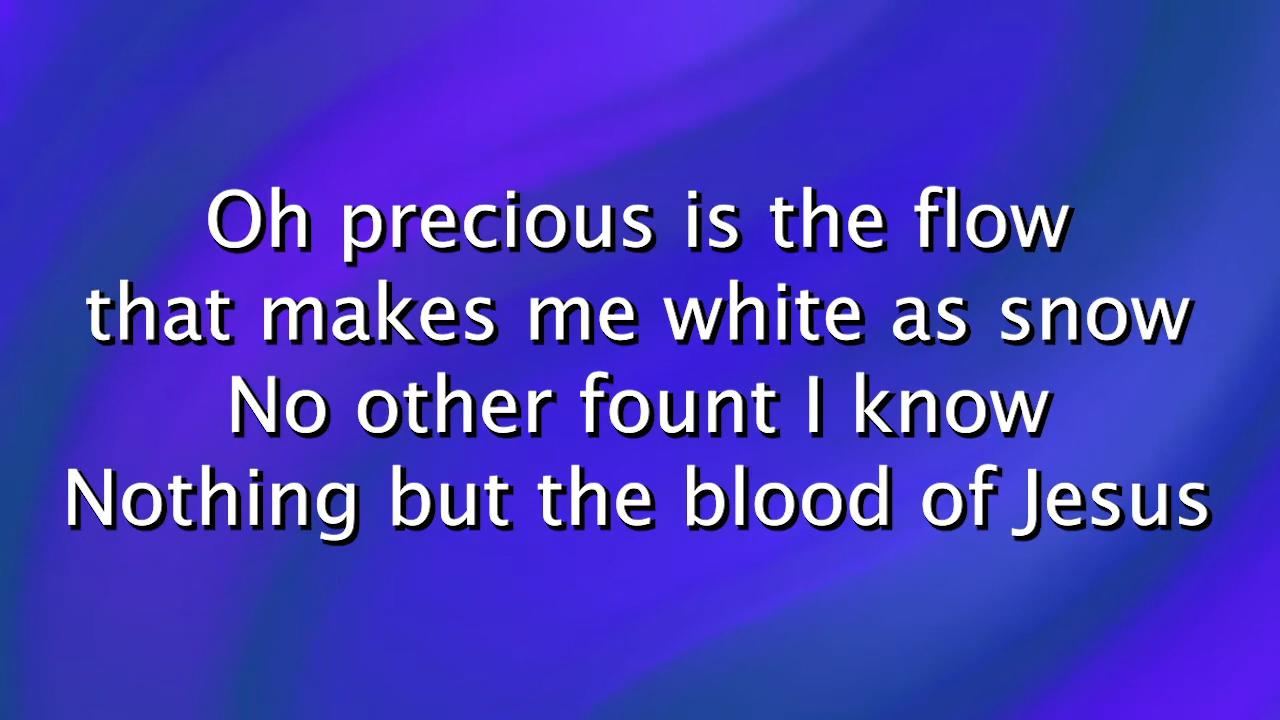 Oh precious is the flow
that makes me white as snow
No other fount I know
Nothing but the blood of Jesus